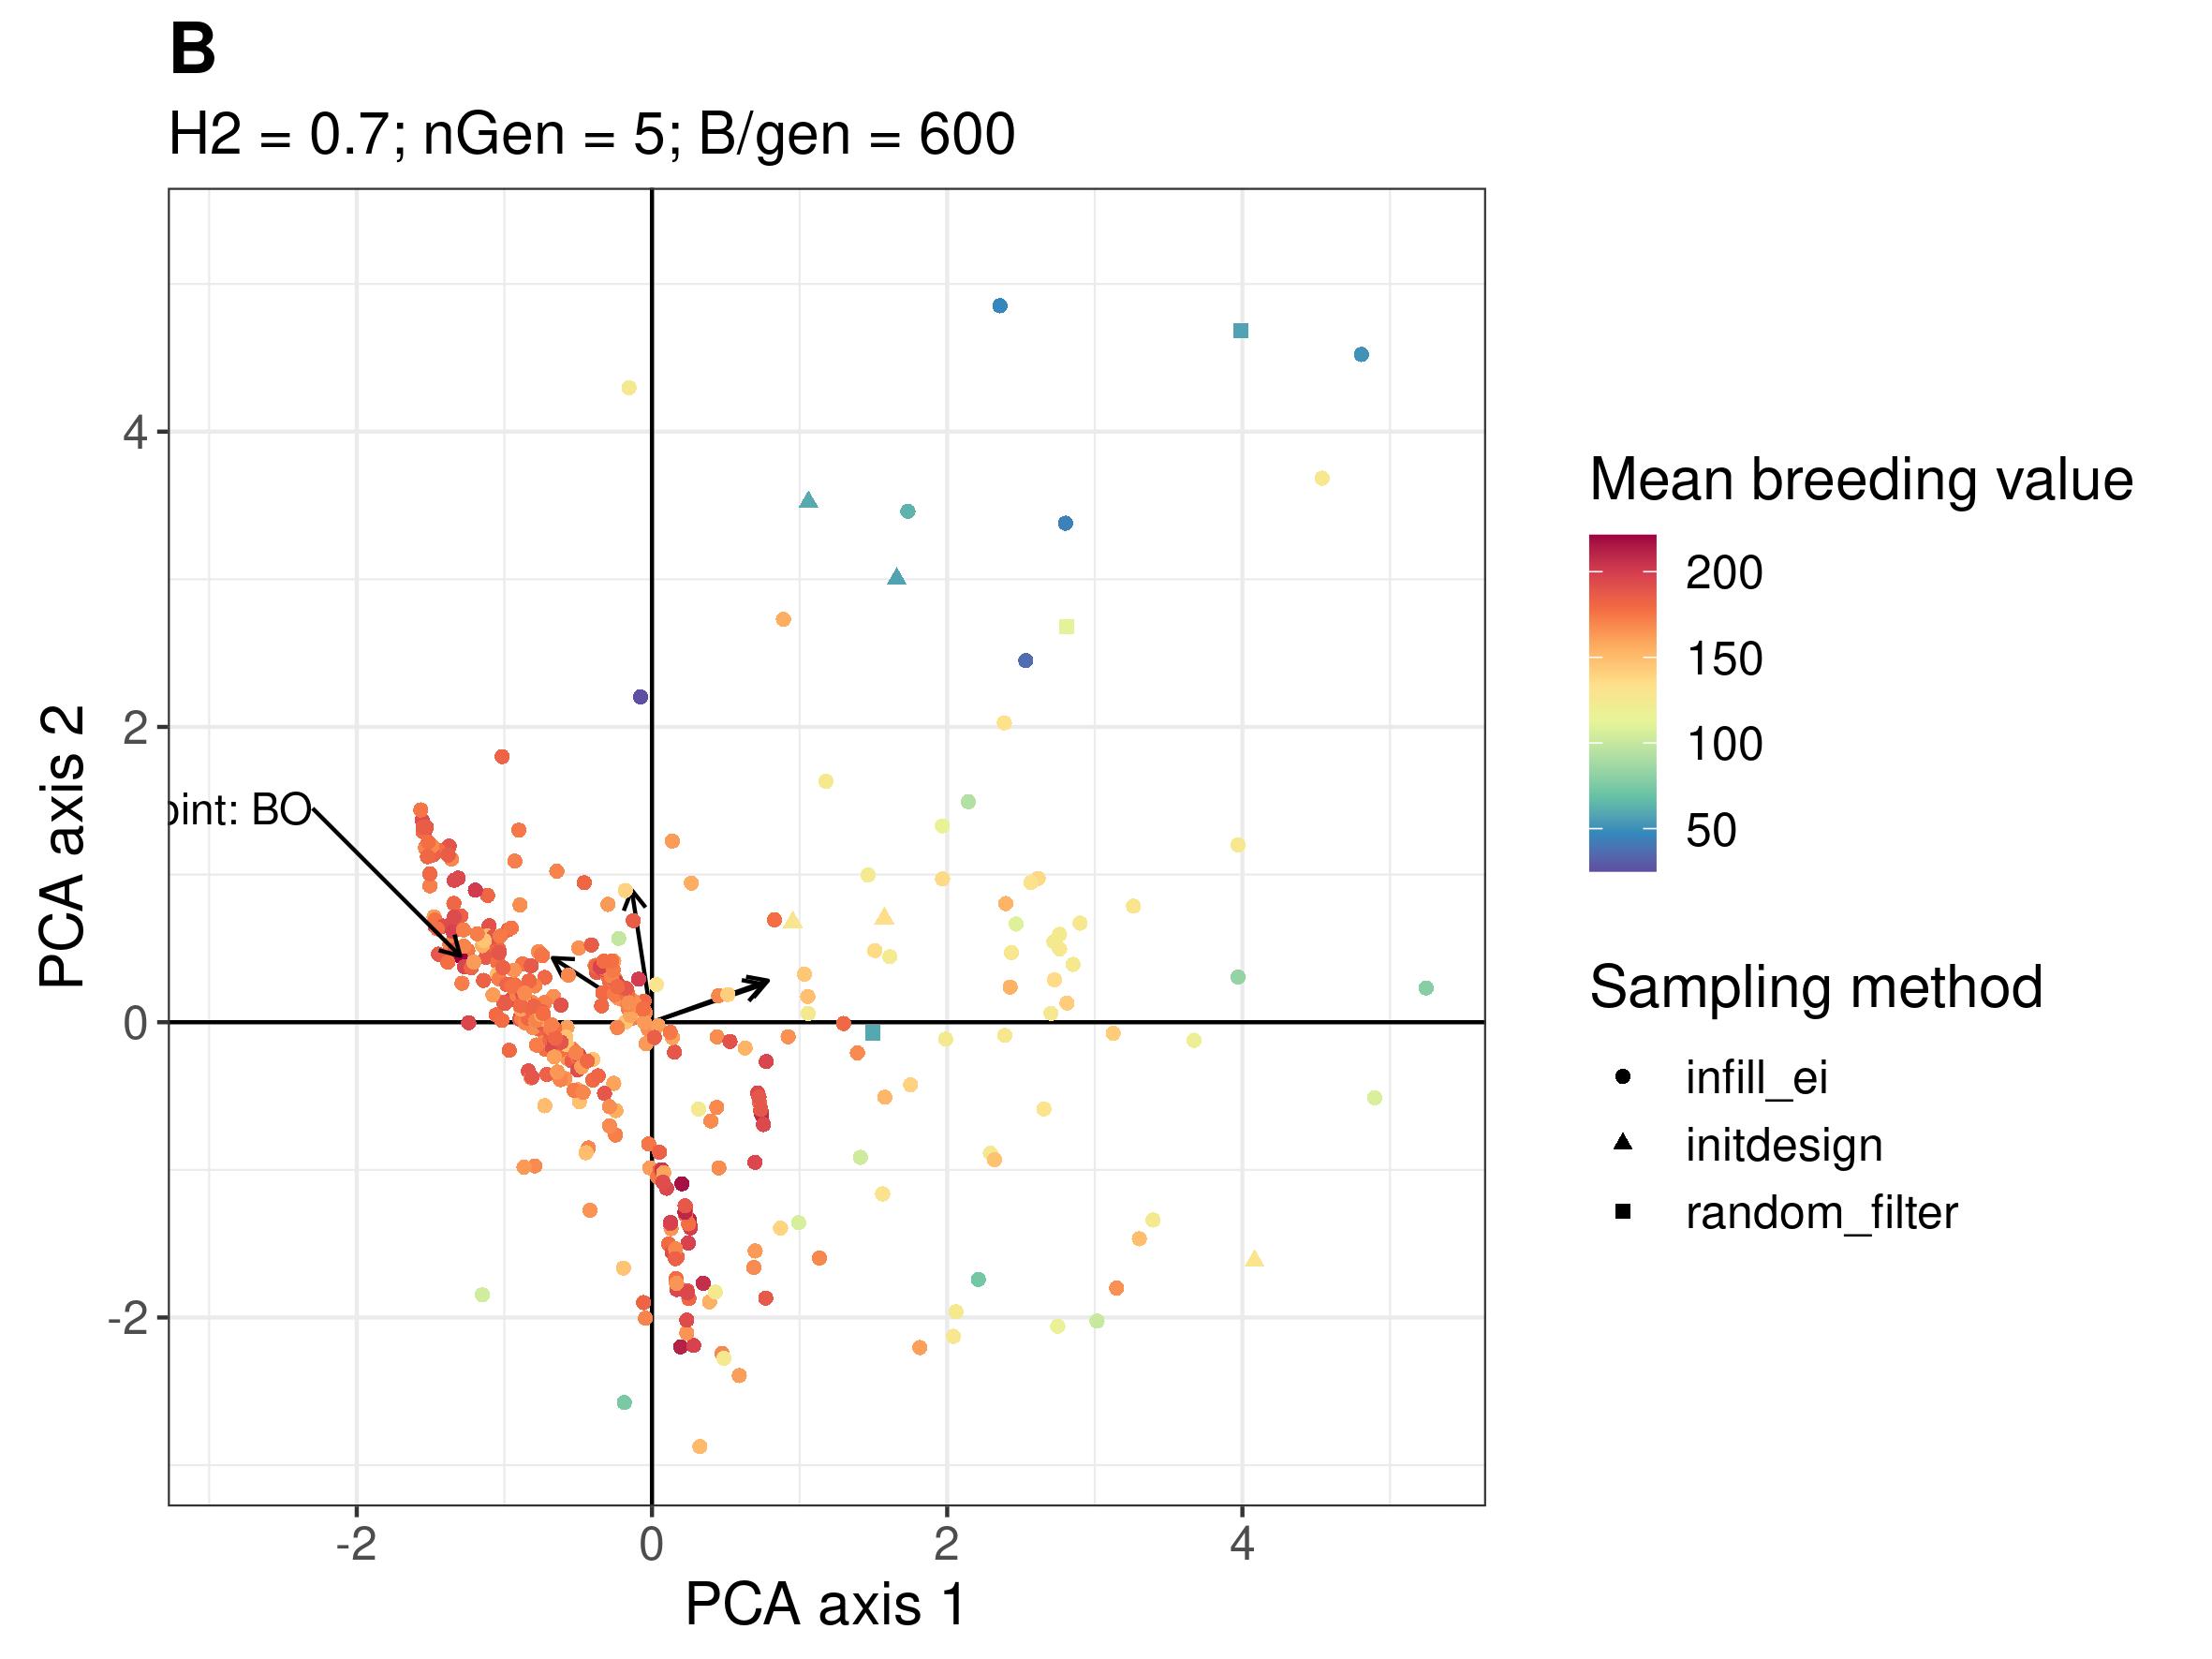 B
H2 = 0.7; nGen = 5; B/gen = 600
PCA axis 2
4
2
0
-2
oint: BO
-2
0
2
4
PCA axis 1
Mean breeding value
200
150
100
50
Sampling method
infill_ei
initdesign
random_filter